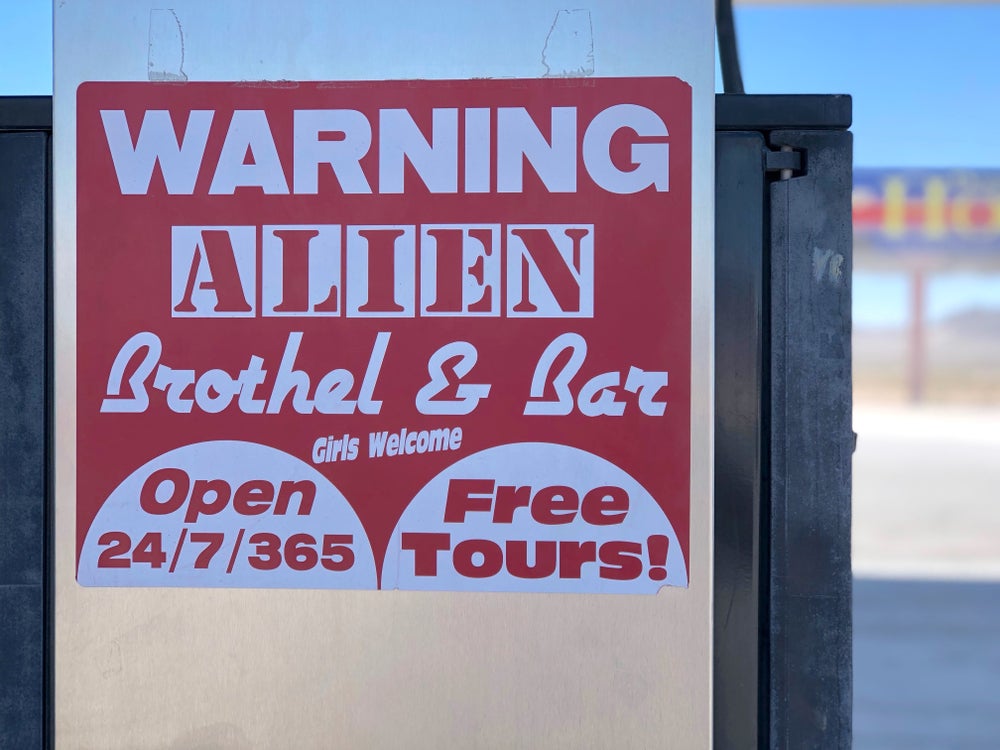 WARNING
ALIEN
Brothel & Bar
Girls Welcome
Open
24/7/365
Free
Tours!